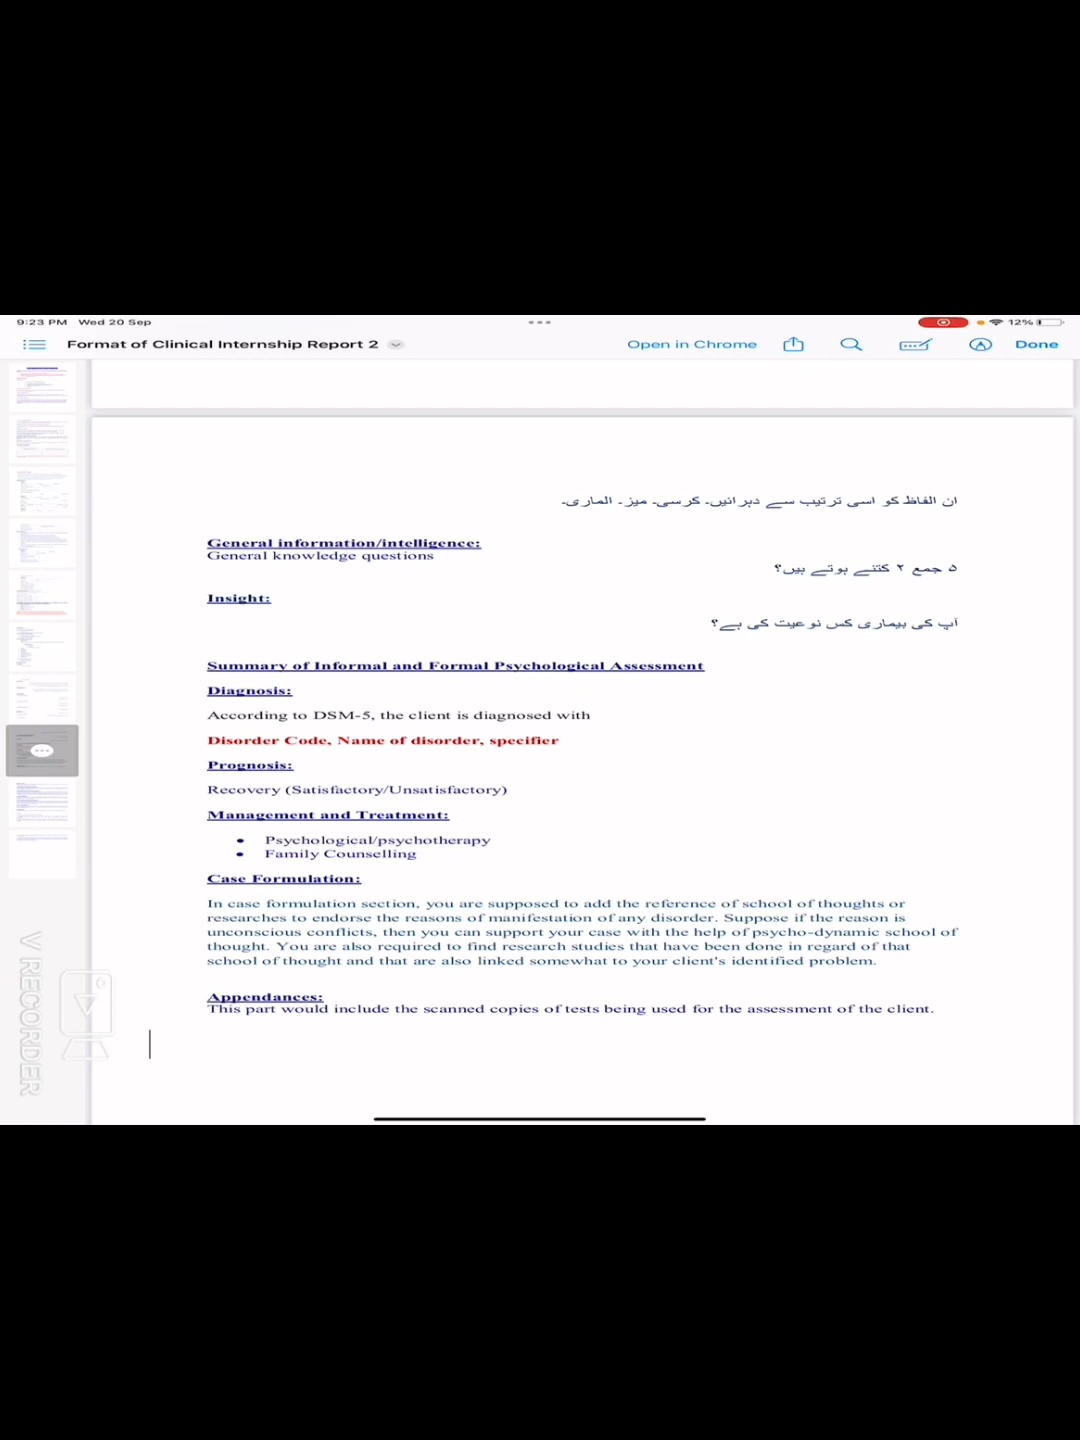 9:23 PM Wed 20 Sep
12%
Format of Clinical Internship Report 2
Open in Chrome
Done
ان الفاظ کو اسی ترتیب سے دہرائیں۔ کرسی۔ میز۔ الماری۔
General information/intelligence:
General knowledge questions
۵ جمع ۲ کتنے ہوتے ہیں؟
Insight:
آپ کی بیماری کس نوعیت کی ہے؟
Summary of Informal and Formal Psychological Assessment
Diagnosis:
According to DSM-5, the client is diagnosed with
Disorder Code, Name of disorder, specifier
Prognosis:
Recovery (Satisfactory/Unsatisfactory)
Management and Treatment:
• Psychological/psychotherapy
• Family Counselling
Case Formulation:
In case formulation section, you are supposed to add the reference of school of thoughts or
researches to endorse the reasons of manifestation of any disorder. Suppose if the reason is
unconscious conflicts, then you can support your case with the help of psycho-dynamic school of
thought. You are also required to find research studies that have been done in regard of that
school of thought and that are also linked somewhat to your client's identified problem.
Appendances:
This part would include the scanned copies of tests being used for the assessment of the client.
V RECORDER